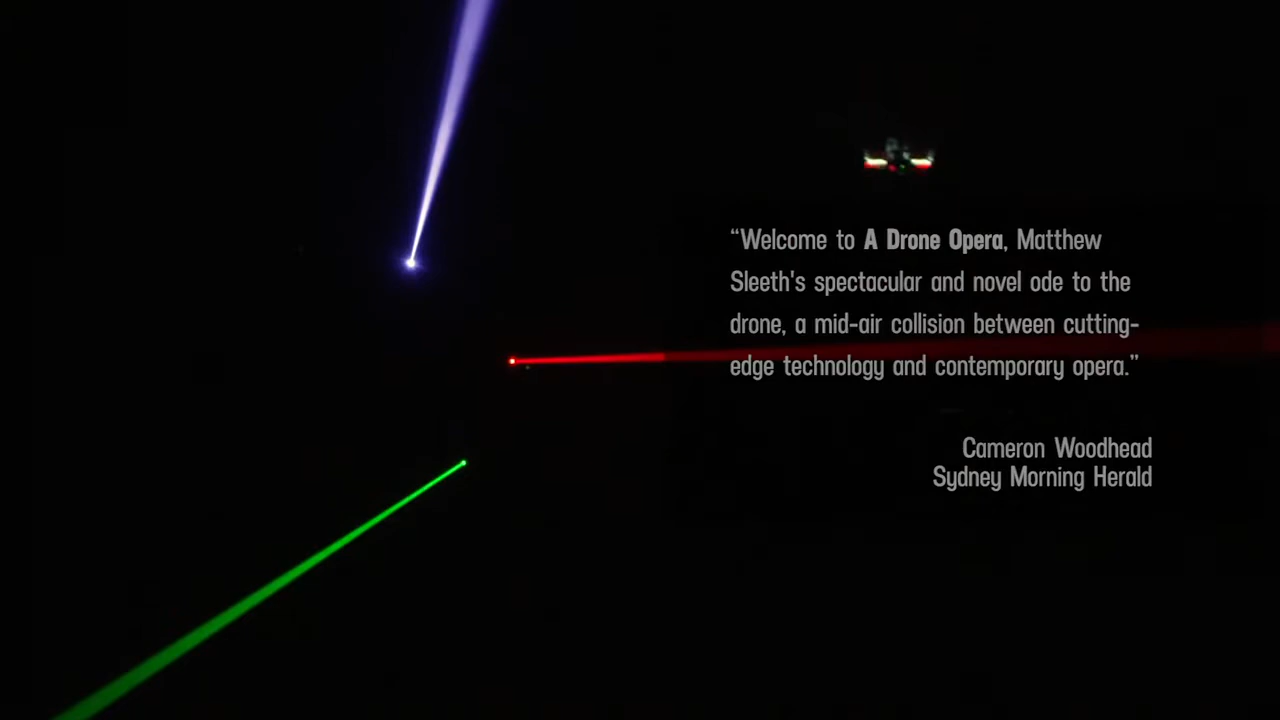 “Welcome to A Drone Opera, Matthew
Sleeth's spectacular and novel ode to the
drone, a mid-air collision between cutting-
edge technology and contemporary opera.”
Cameron Woodhead
Sydney Morning Herald